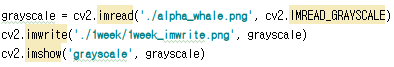 grayscale = cv2.imread('./alpha_whale.png', cv2.IMREAD_GRAYSCALE)
cv2.imwrite('./1week/1week_imwrite.png', grayscale)
cv2.imshow('grayscale', grayscale)